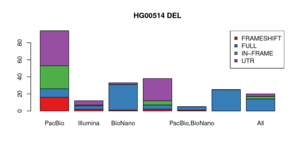 HG00514 DEL
80
60
40
20
0
FRAMESHIFT
FULL
IN-FRAME
UTR
PacBio
Illumina
BioNano
PacBio,BioNano
All